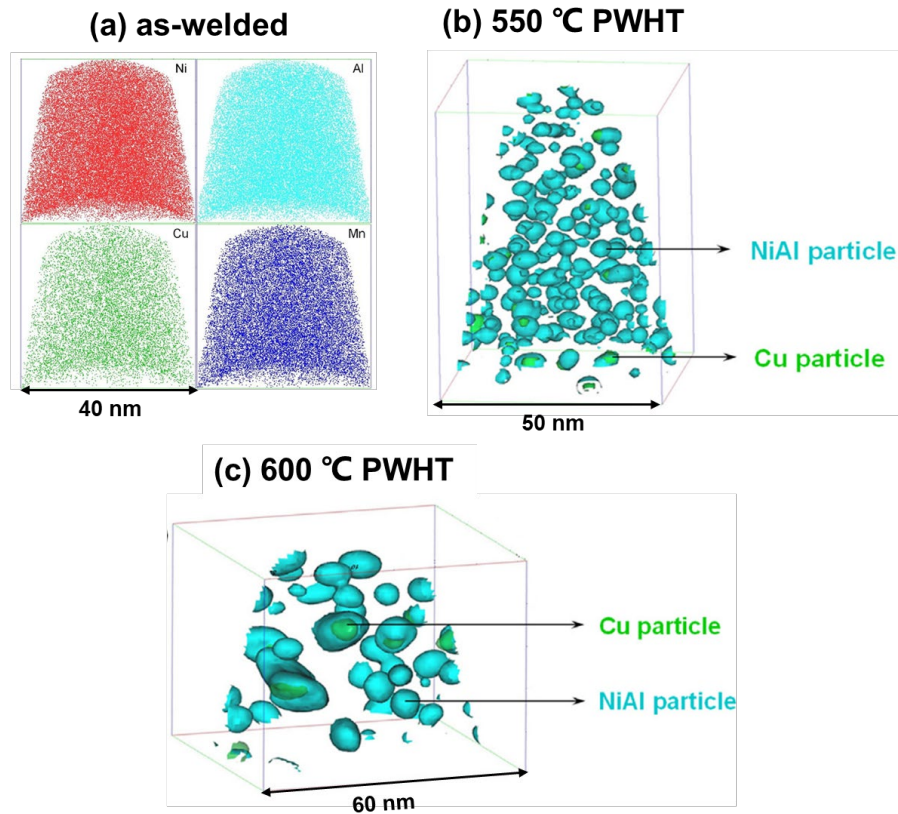 (a) as-welded
Ni
Al
Cu
Mn
40 nm
(b) 550 ℃ PWHT
NiAl particle
Cu particle
50 nm
(c) 600 ℃ PWHT
Cu particle
NiAl particle
60 nm